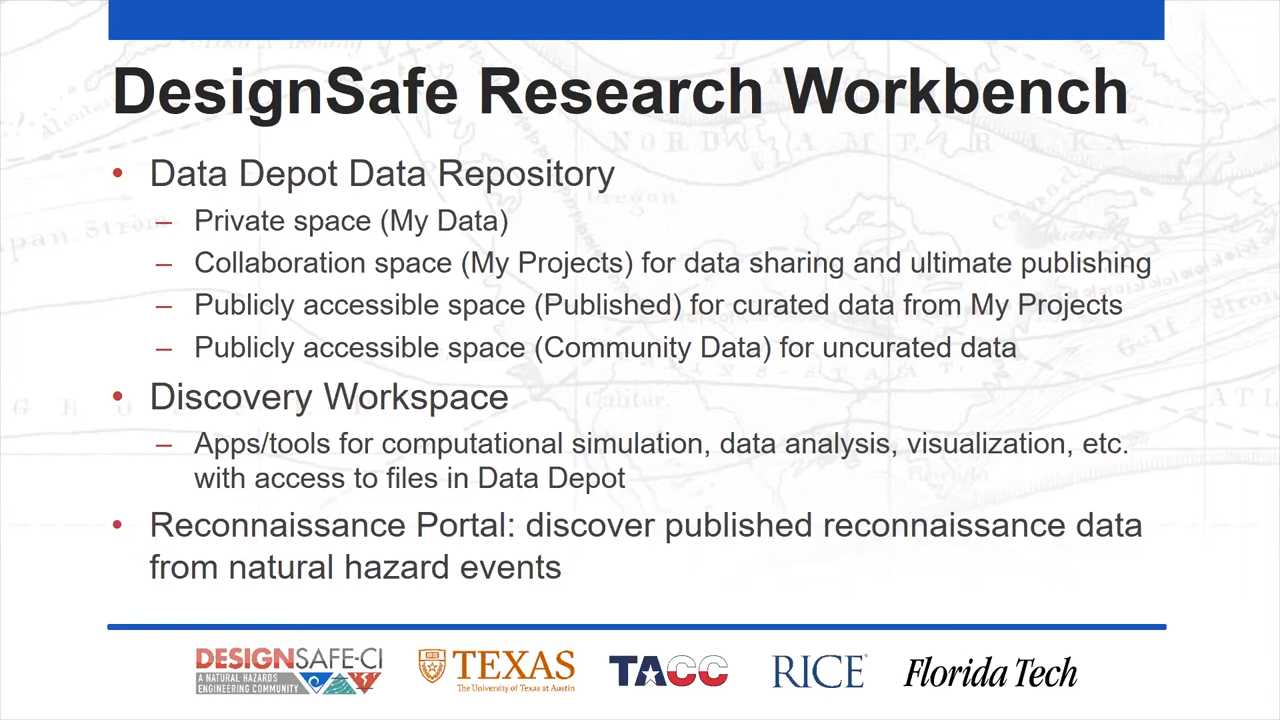 DesignSafe Research Workbench
• Data Depot Data Repository
– Private space (My Data)
– Collaboration space (My Projects) for data sharing and ultimate publishing
– Publicly accessible space (Published) for curated data from My Projects
– Publicly accessible space (Community Data) for uncurated data
• Discovery Workspace
– Apps/tools for computational simulation, data analysis, visualization, etc.
with access to files in Data Depot
• Reconnaissance Portal: discover published reconnaissance data
from natural hazard events
DESIGNSAFE-CI
A NATURAL HAZARDS
ENGINEERING COMMUNITY
TEXAS
The University of Texas at Austin
TACC
RICE
Florida Tech